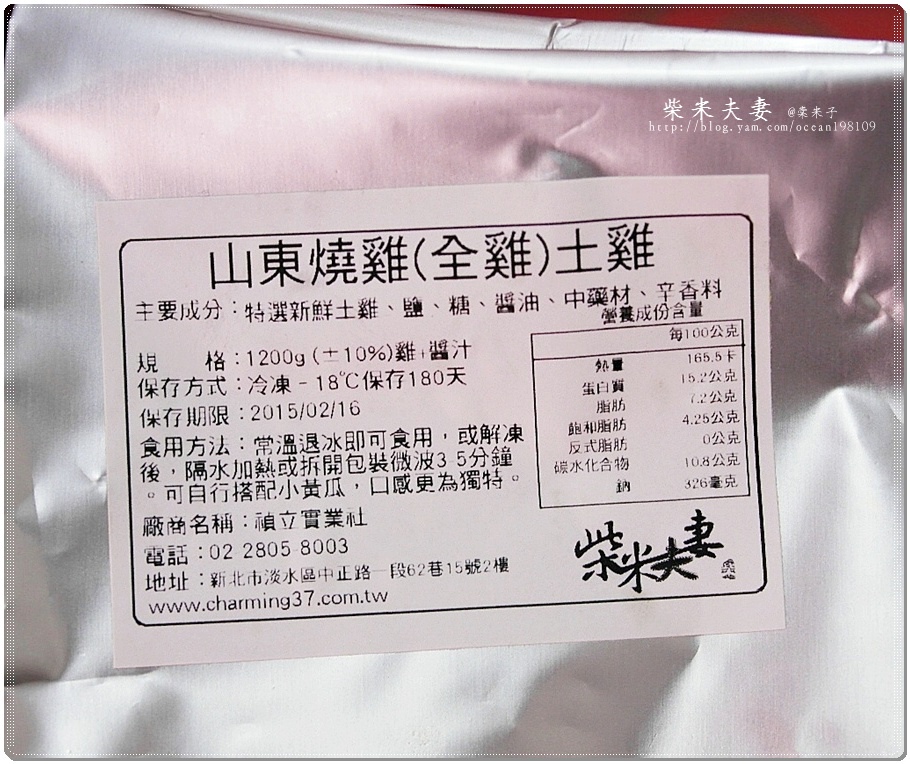 柴米夫妻 @柴米子
http://blog.yam.com/ocean198109
山東燒雞(全雞)土雞
主要成分：特選新鮮土雞、鹽、糖、醬油、中藥材、辛香料
營養成份含量
每100公克
熱量 165.5卡
蛋白質 15.2公克
脂肪 7.2公克
飽和脂肪 4.25公克
反式脂肪 0公克
碳水化合物 10.8公克
鈉 326毫克
規 格：1200g (±10%)雞+醬汁
保存方式：冷凍-18℃保存180天
保存期限：2015/02/16
食用方法：常溫退冰即可食用，或解凍
後，隔水加熱或拆開包裝微波3-5分鐘
。可自行搭配小黃瓜，口感更為獨特。
廠商名稱：禎立實業社
電話：02 2805 8003
地址：新北市淡水區中正路一段62巷15號2樓
www.charming37.com.tw
柴米夫妻